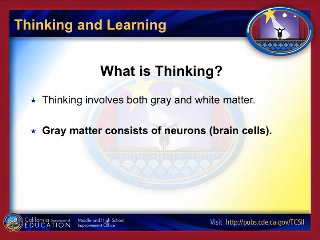 Thinking and Learning
What is Thinking?
Thinking involves both gray and white matter.
Gray matter consists of neurons (brain cells).
California Department of
EDUCATION
Middle and High School
Improvement Office
Visit http://pubs.cde.ca.gov/TCSII